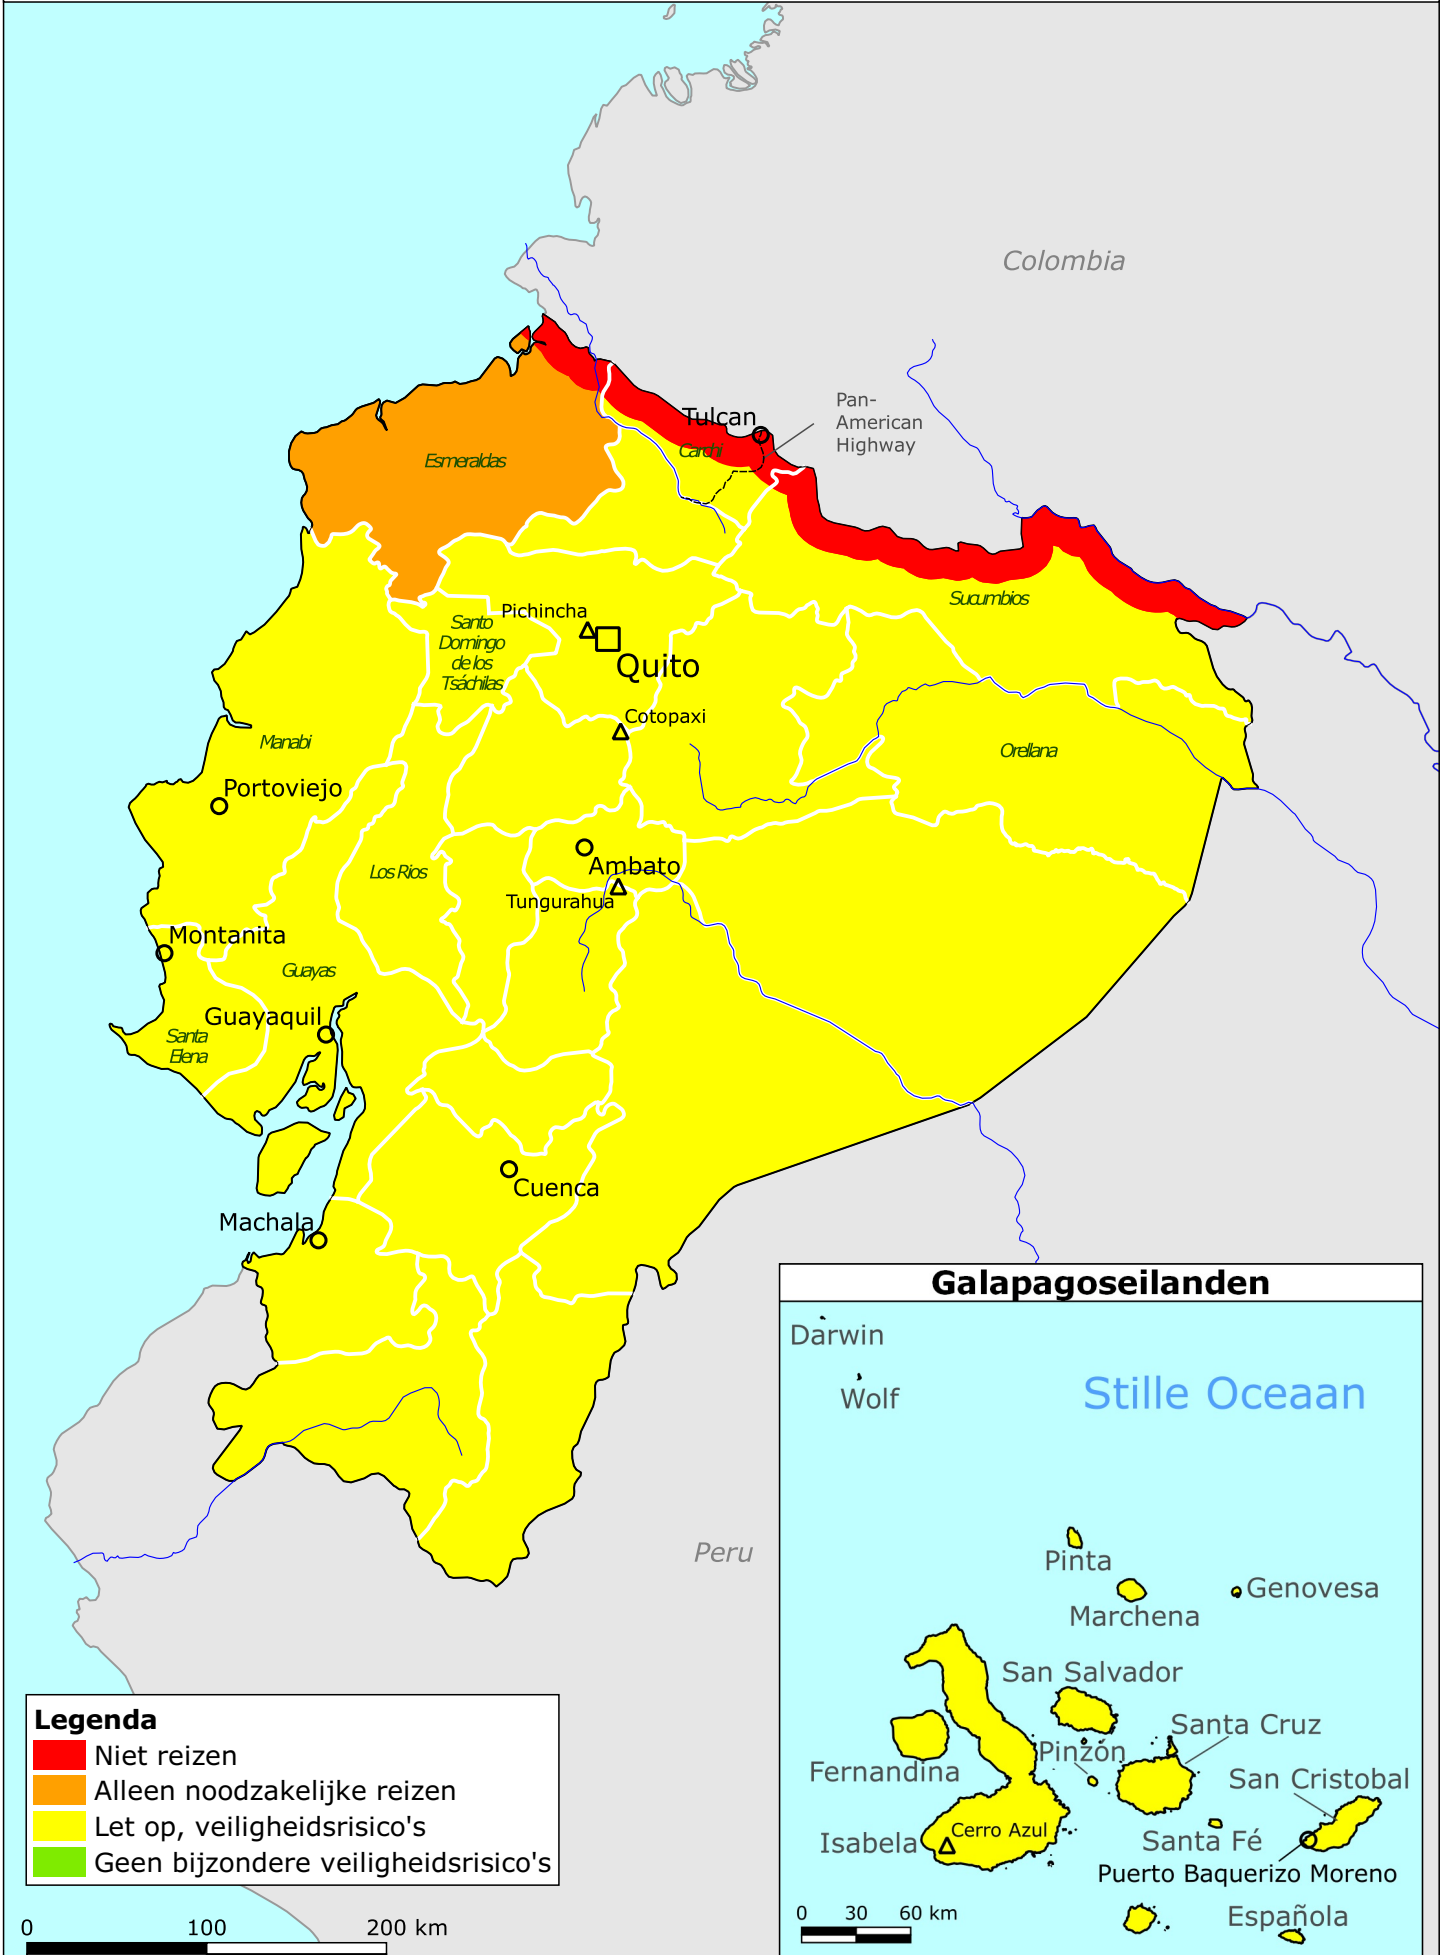 Colombia
Pan-
American
Highway
Tulcan
Carchi
Esmeraldas
Sucumbios
Pichincha
Santo
Domingo
de los
Tsáchilas
Quito
Cotopaxi
Manabi
Orellana
Portoviejo
Ambato
Los Rios
Tungurahua
Montanita
Guayas
Guayaquil
Santa
Elena
Cuenca
Machala
Peru
Galapagoseilanden
Darwin
Stille Oceaan
Wolf
Pinta
Genovesa
Marchena
San Salvador
Santa Cruz
Pinzón
Fernandina
San Cristobal
Cerro Azul
Isabela
Santa Fé
Puerto Baquerizo Moreno
Española
0 30 60 km
Legenda
Niet reizen
Alleen noodzakelijke reizen
Let op, veiligheidsrisico's
Geen bijzondere veiligheidsrisico's
0 100 200 km